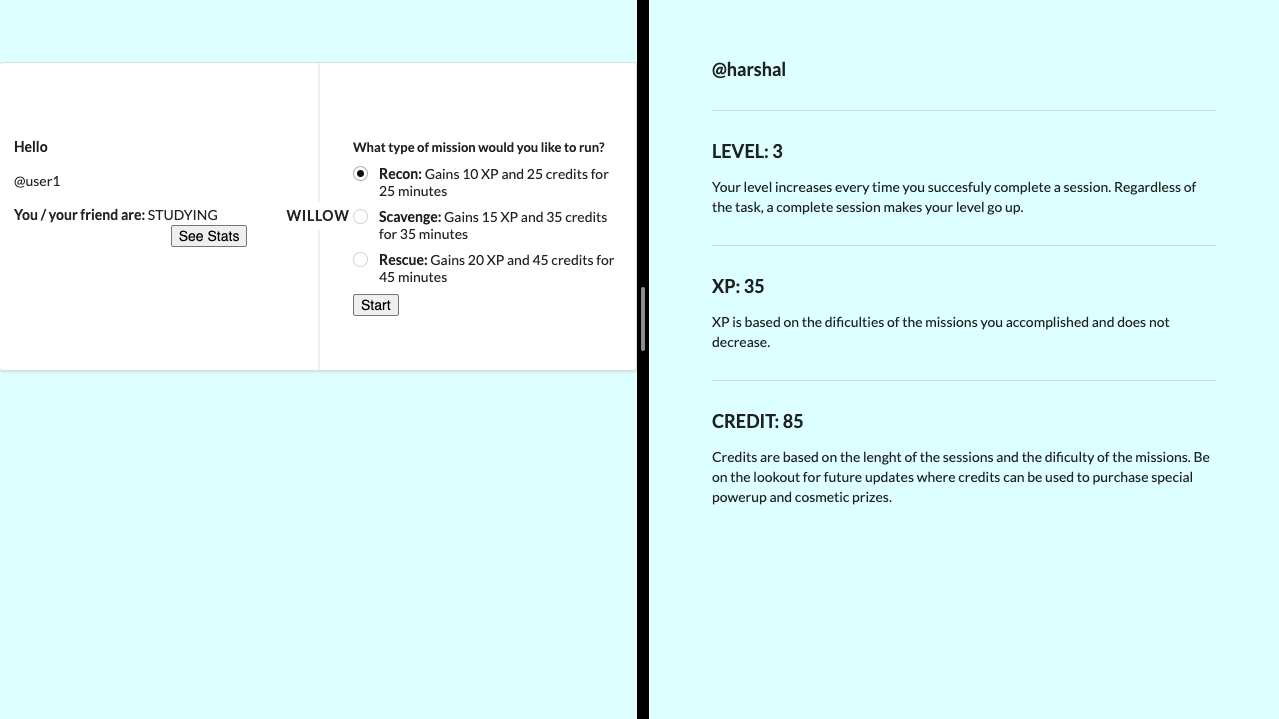 Hello
@user1
You / your friend are: STUDYING
See Stats
WILLOW
What type of mission would you like to run?
Recon: Gains 10 XP and 25 credits for
25 minutes
Scavenge: Gains 15 XP and 35 credits
for 35 minutes
Rescue: Gains 20 XP and 45 credits for
45 minutes
Start
@harshal
LEVEL: 3
Your level increases every time you succesfuly complete a session. Regardless of
the task, a complete session makes your level go up.
XP: 35
XP is based on the dificulties of the missions you accomplished and does not
decrease.
CREDIT: 85
Credits are based on the lenght of the sessions and the dificulty of the missions. Be
on the lookout for future updates where credits can be used to purchase special
powerup and cosmetic prizes.